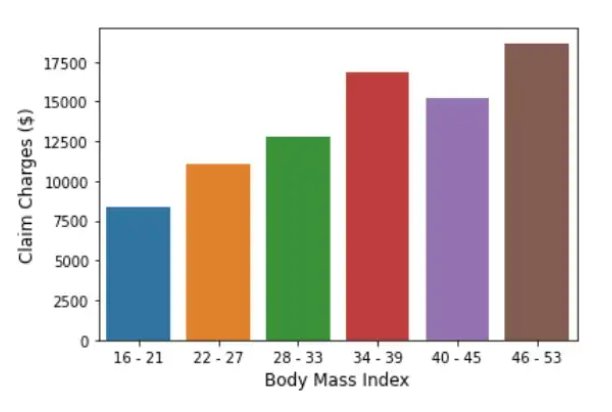 Claim Charges ($)
17500
15000
12500
10000
7500
5000
2500
0
16 - 21 22 - 27 28 - 33 34 - 39 40 - 45 46 - 53
Body Mass Index